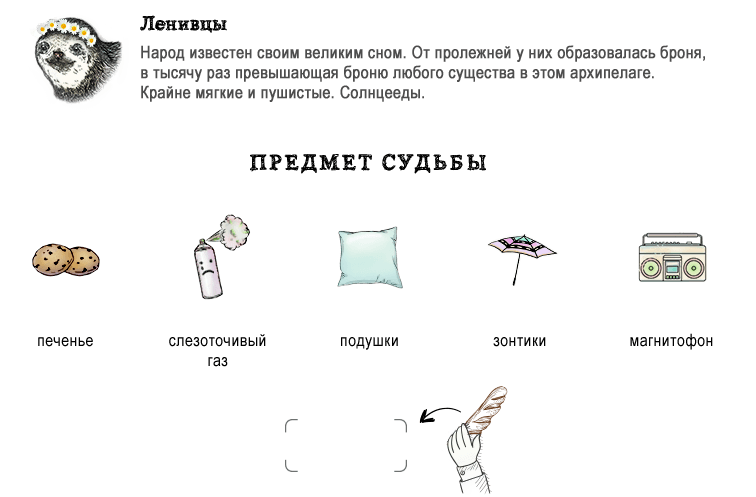 Ленивцы
Народ известен своим великим сном. От пролежней у них образовалась броня,
в тысячу раз превышающая броню любого существа в этом архипелаге.
Крайне мягкие и пушистые. Солнцееды.
ПРЕДМЕТ СУДЬБЫ
печенье
слезоточивый
газ
подушки
зонтики
магнитофон